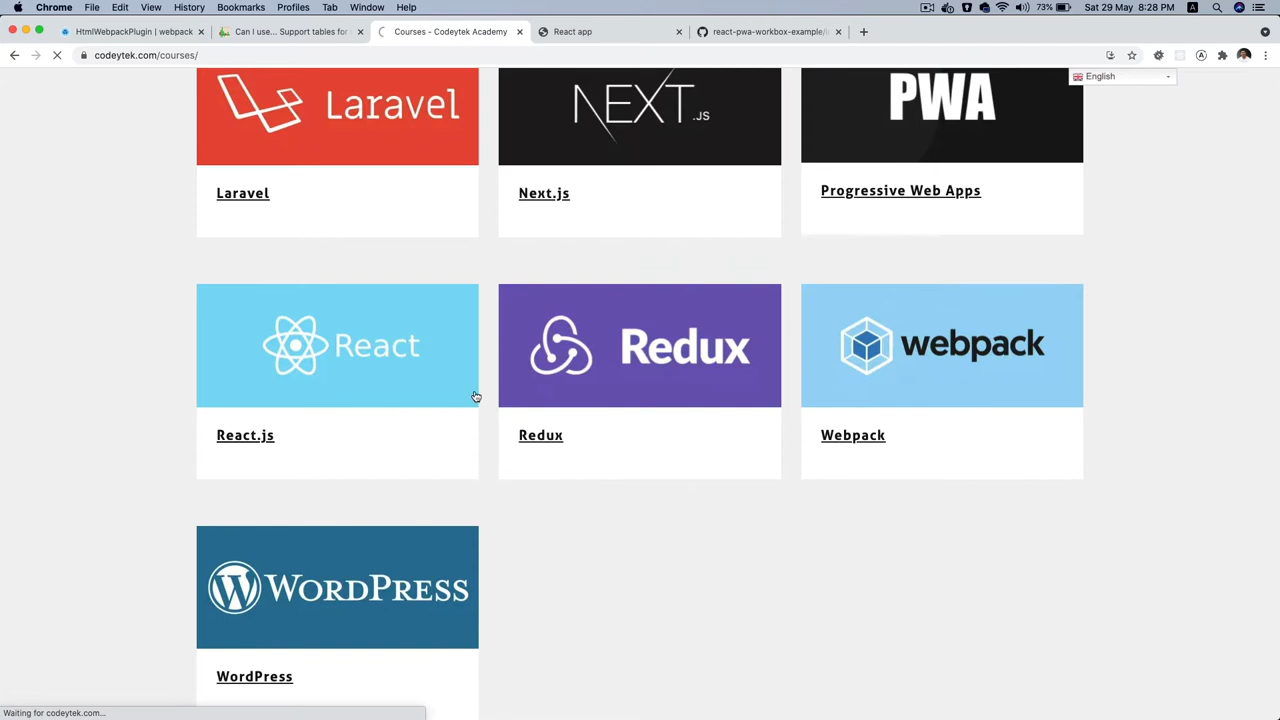 Chrome File Edit View History Bookmarks Profiles Tab Window Help 73% Sat 29 May 8:28 PM
HtmlWebpackPlugin | webpack
Can I use... Support tables for
Courses - Codeytek Academy
React app
react-pwa-workbox-example/
codeytek.com/courses/
English
Laravel
NEXT.JS
PWA
Laravel
Next.js
Progressive Web Apps
React
Redux
webpack
React.js
Redux
Webpack
WORDPRESS
WordPress
Waiting for codeytek.com...